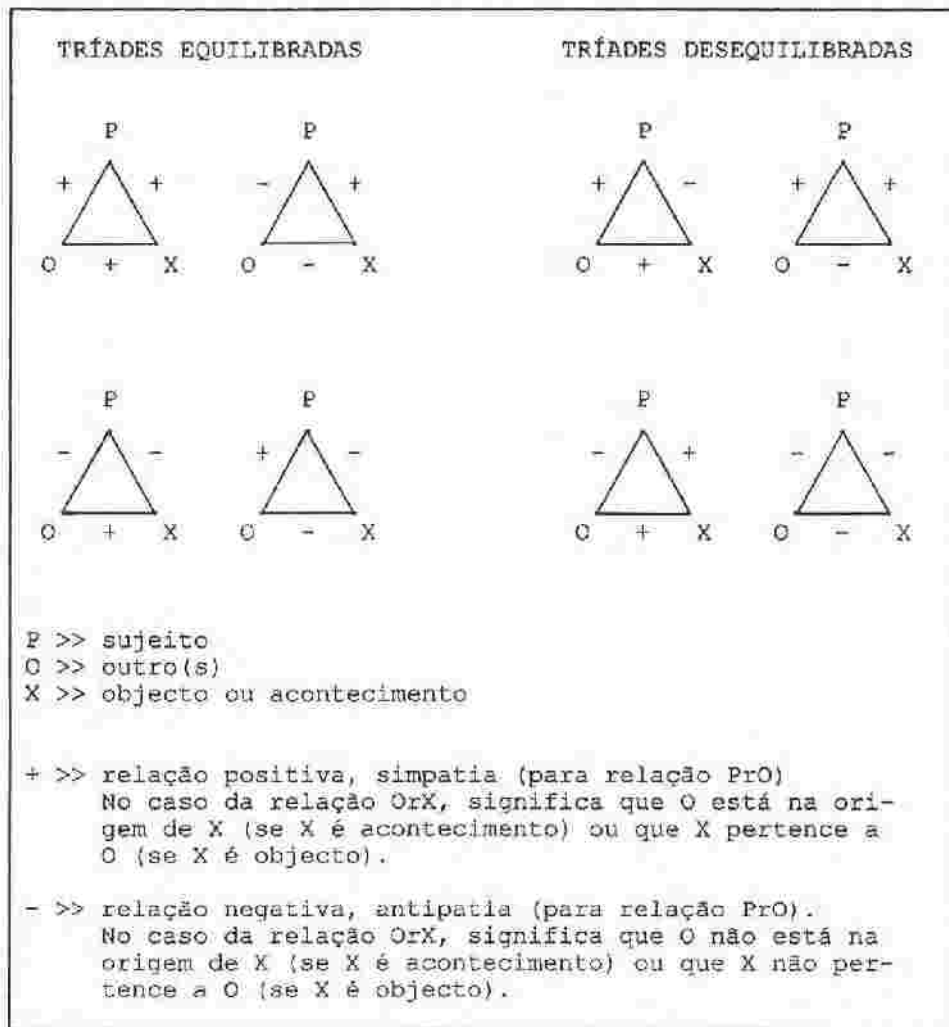 TRÍADES EQUILIBRADAS TRÍADES DESEQUILIBRADAS
P P P P
+ + - + + - + +
O + X O - X O + X O - X
P P P P
- - + - - + - -
O + X O - X O + X O - X
P >> sujeito
O >> outro(s)
X >> objecto ou acontecimento
+ >> relação positiva, simpatia (para relação PrO)
No caso da relação OrX, significa que O está na ori-
gem de X (se X é acontecimento) ou que X pertence a
O (se X é objecto).
- >> relação negativa, antipatia (para relação PrO).
No caso da relação OrX, significa que O não está na
origem de X (se X é acontecimento) ou que X não per-
tence a O (se X é objecto).